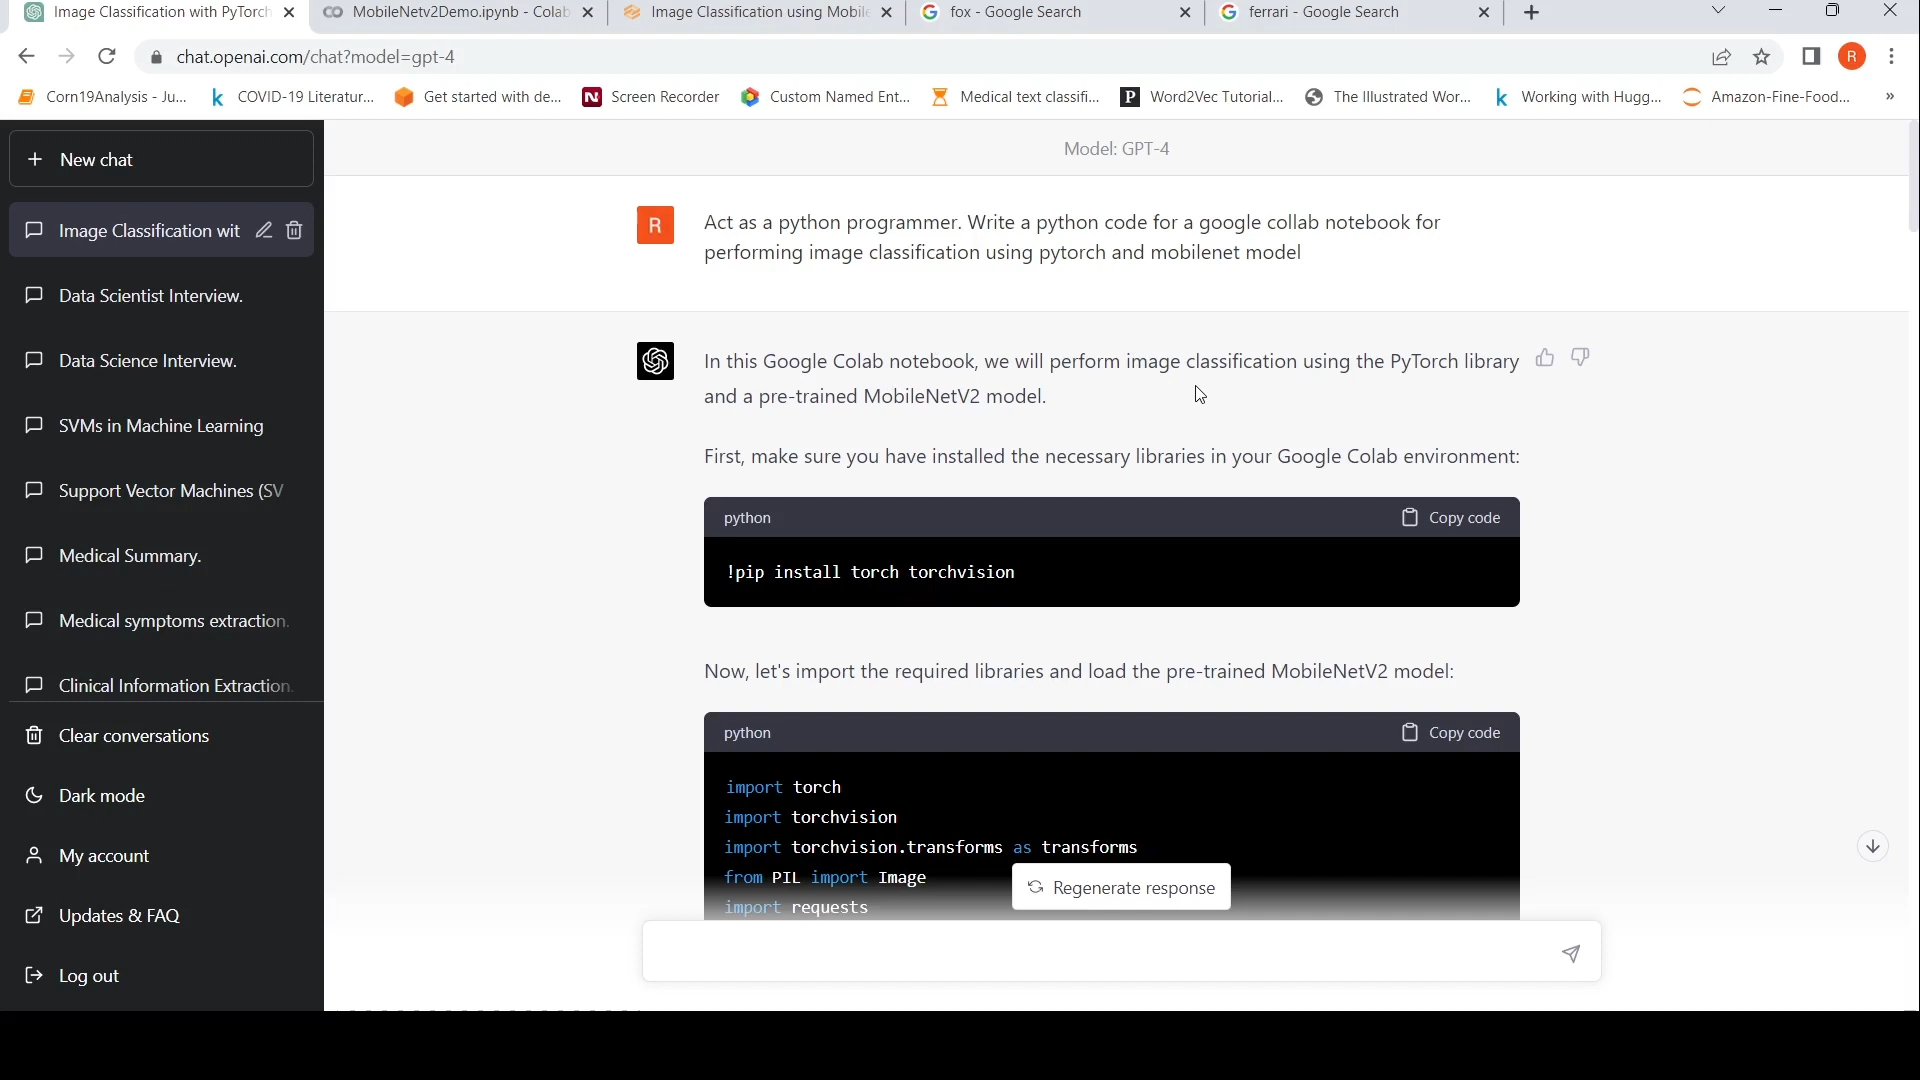 Image Classification with PyTorch
MobileNetv2Demo.ipynb - Colab
Image Classification using Mobile
fox - Google Search
ferrari - Google Search
chat.openai.com/chat?model=gpt-4
R
Corn19Analysis - Ju...
COVID-19 Literatur...
Get started with de...
Screen Recorder
Custom Named Ent...
Medical text classifi...
Word2Vec Tutorial...
The Illustrated Wor...
Working with Hugg...
Amazon-Fine-Food...
»
New chat
Image Classification wit
Data Scientist Interview.
Data Science Interview.
SVMs in Machine Learning
Support Vector Machines (SV
Medical Summary.
Medical symptoms extraction.
Clinical Information Extraction.
Clear conversations
Dark mode
My account
Updates & FAQ
Log out
Model: GPT-4
R
Act as a python programmer. Write a python code for a google collab notebook for
performing image classification using pytorch and mobilenet model
In this Google Colab notebook, we will perform image classification using the PyTorch library
and a pre-trained MobileNetV2 model.
First, make sure you have installed the necessary libraries in your Google Colab environment:
python
Copy code
!pip install torch torchvision
Now, let's import the required libraries and load the pre-trained MobileNetV2 model:
python
Copy code
import torch
import torchvision
import torchvision.transforms as transforms
from PIL import Image
import requests
Regenerate response